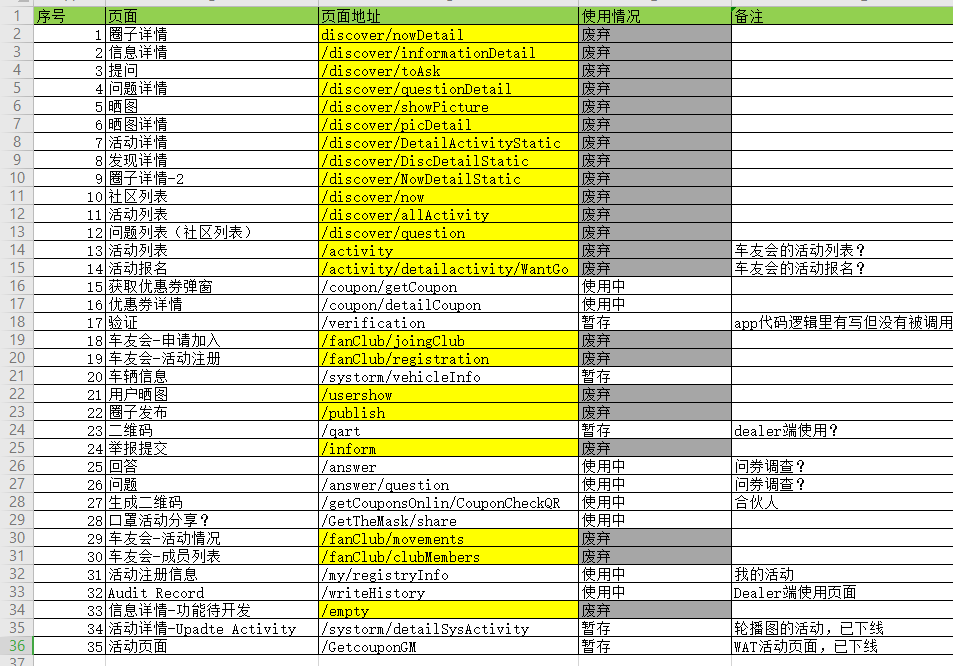 1 序号 页面 页面地址 使用情况 备注
2 1 圈子详情 discover/nowDetail 废弃
3 2 信息详情 /discover/informationDetail 废弃
4 3 提问 /discover/toAsk 废弃
5 4 问题详情 /discover/questionDetail 废弃
6 5 晒图 /discover/showPicture 废弃
7 6 晒图详情 /discover/picDetail 废弃
8 7 活动详情 /discover/DetailActivityStatic 废弃
9 8 发现详情 /discover/DiscDetailStatic 废弃
10 9 圈子详情-2 /discover/NowDetailStatic 废弃
11 10 社区列表 /discover/now 废弃
12 11 活动列表 /discover/allActivity 废弃
13 12 问题列表（社区列表） /discover/question 废弃
14 13 活动列表 /activity 废弃 车友会的活动列表？
15 14 活动报名 /activity/detailactivity/WantGo 废弃 车友会的活动报名？
16 15 获取优惠券弹窗 /coupon/getCoupon 使用中
17 16 优惠券详情 /coupon/detailCoupon 使用中
18 17 验证 /verification 暂存 app代码逻辑里有写但没有被调用
19 18 车友会-申请加入 /fanClub/joingClub 废弃
20 19 车友会-活动注册 /fanClub/registration 废弃
21 20 车辆信息 /systorm/vehicleInfo 暂存
22 21 用户晒图 /usershow 废弃
23 22 圈子发布 /publish 废弃
24 23 二维码 /qart 暂存 dealer端使用？
25 24 举报提交 /inform 废弃
26 25 回答 /answer 使用中 问券调查？
27 26 问题 /answer/question 使用中 问券调查？
28 27 生成二维码 /getCouponsOnlin/CouponCheckQR 使用中 合伙人
29 28 口罩活动分享？ /GetTheMask/share 使用中
30 29 车友会-活动情况 /fanClub/movements 废弃
31 30 车友会-成员列表 /fanClub/clubMembers 废弃
32 31 活动注册信息 /my/registryInfo 使用中 我的活动
33 32 Audit Record /writeHistory 使用中 Dealer端使用页面
34 33 信息详情-功能待开发 /empty 废弃
35 34 活动详情-Upadte Activity /systorm/detailSysActivity 暂存 轮播图的活动，已下线
36 35 活动页面 /GetcouponGM 暂存 WAT活动页面，已下线
37